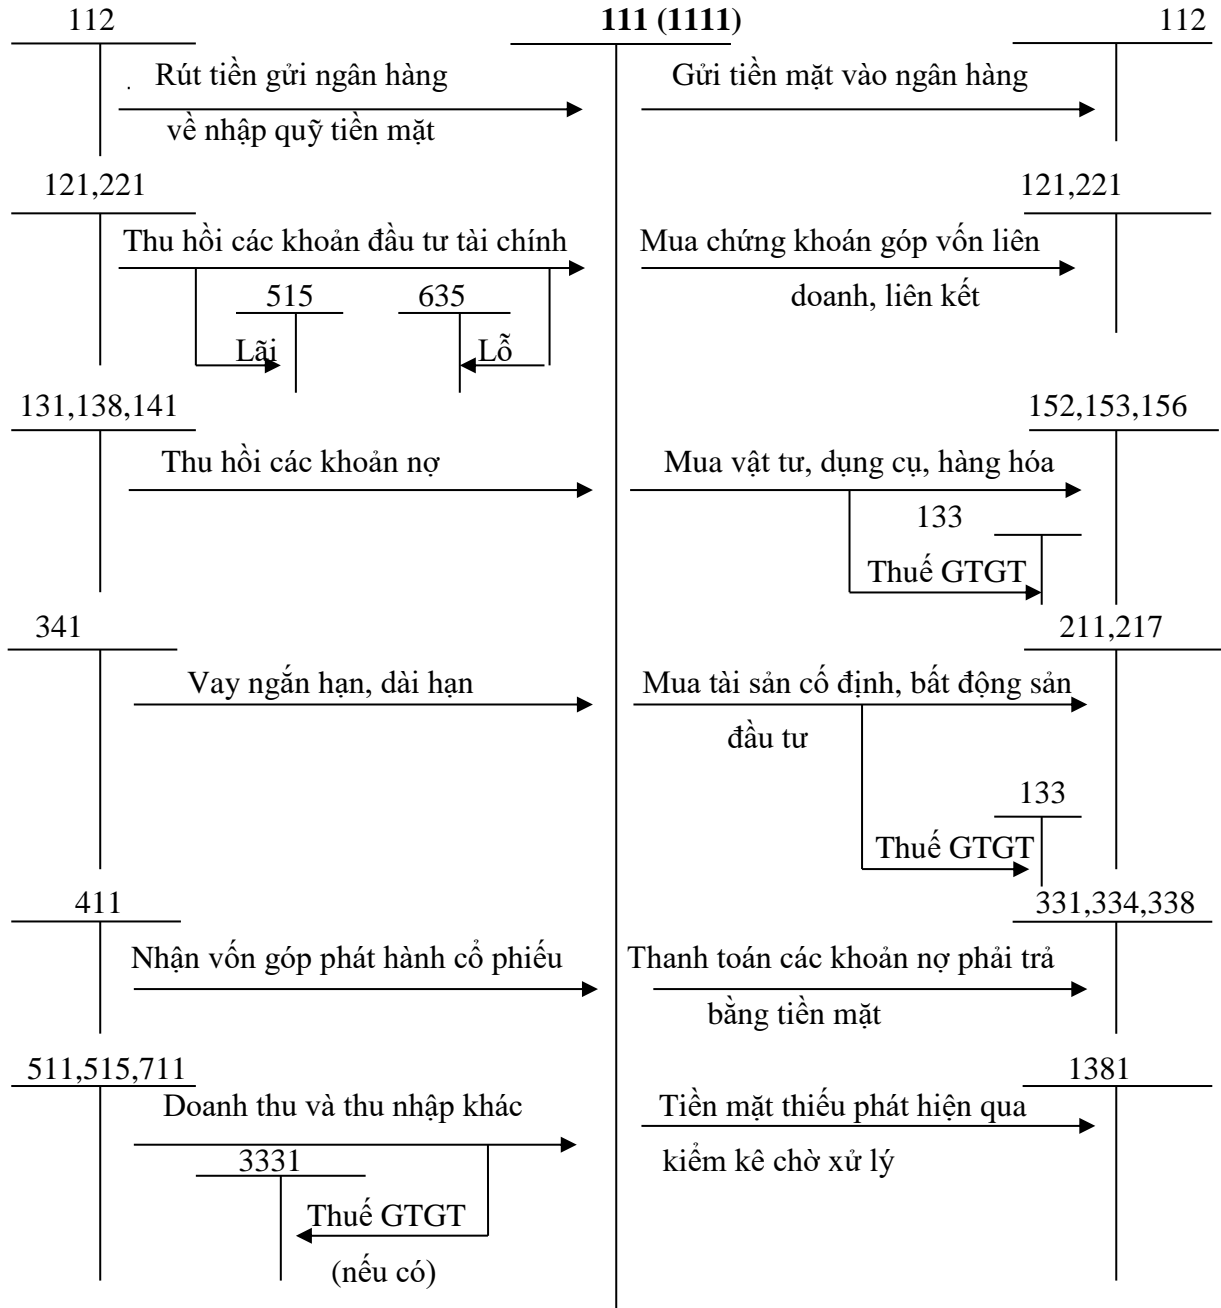 112
111 (1111)
112
Rút tiền gửi ngân hàng
về nhập quỹ tiền mặt
Gửi tiền mặt vào ngân hàng
121,221
121,221
Thu hồi các khoản đầu tư tài chính
Mua chứng khoán góp vốn liên
doanh, liên kết
515
635
Lãi
Lỗ
131,138,141
152,153,156
Thu hồi các khoản nợ
Mua vật tư, dụng cụ, hàng hóa
133
Thuế GTGT
341
211,217
Vay ngắn hạn, dài hạn
Mua tài sản cố định, bất động sản
đầu tư
133
Thuế GTGT
411
331,334,338
Nhận vốn góp phát hành cổ phiếu
Thanh toán các khoản nợ phải trả
bằng tiền mặt
511,515,711
1381
Doanh thu và thu nhập khác
Tiền mặt thiếu phát hiện qua
kiểm kê chờ xử lý
3331
Thuế GTGT
(nếu có)